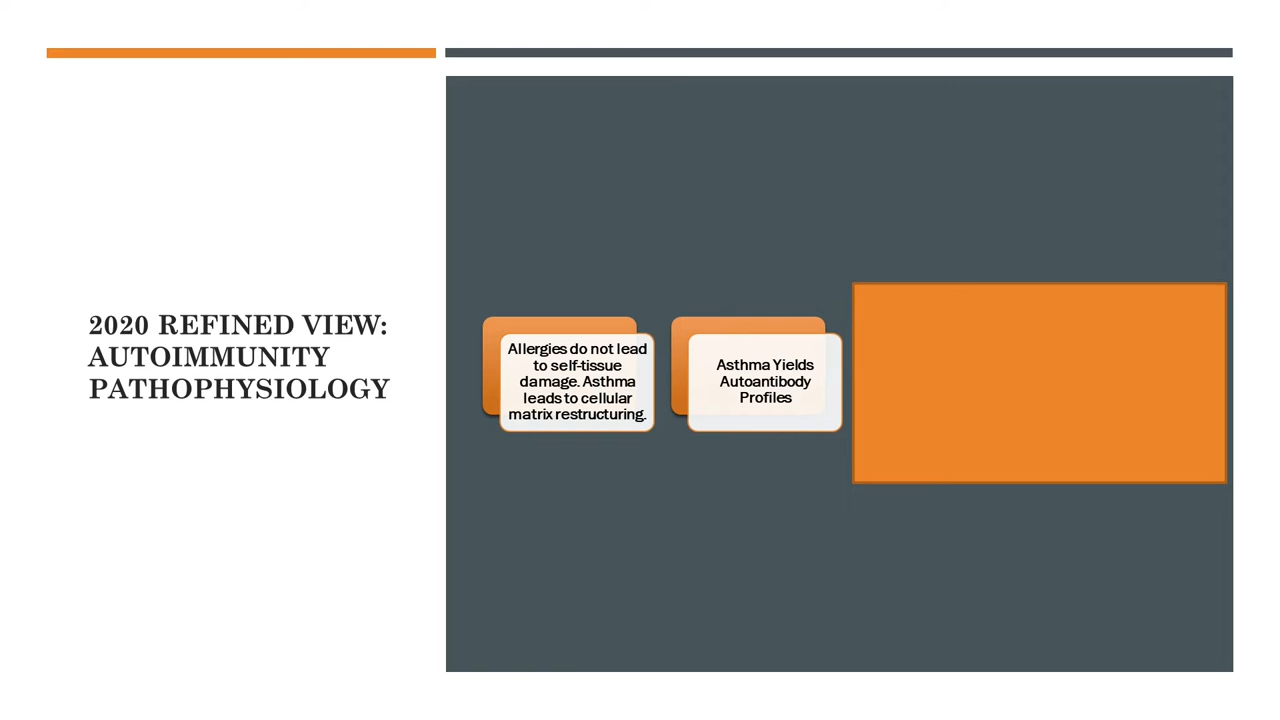 2020 REFINED VIEW:
AUTOIMMUNITY
PATHOPHYSIOLOGY
Allergies do not lead
to self-tissue
damage. Asthma
leads to cellular
matrix restructuring.
Asthma Yields
Autoantibody
Profiles